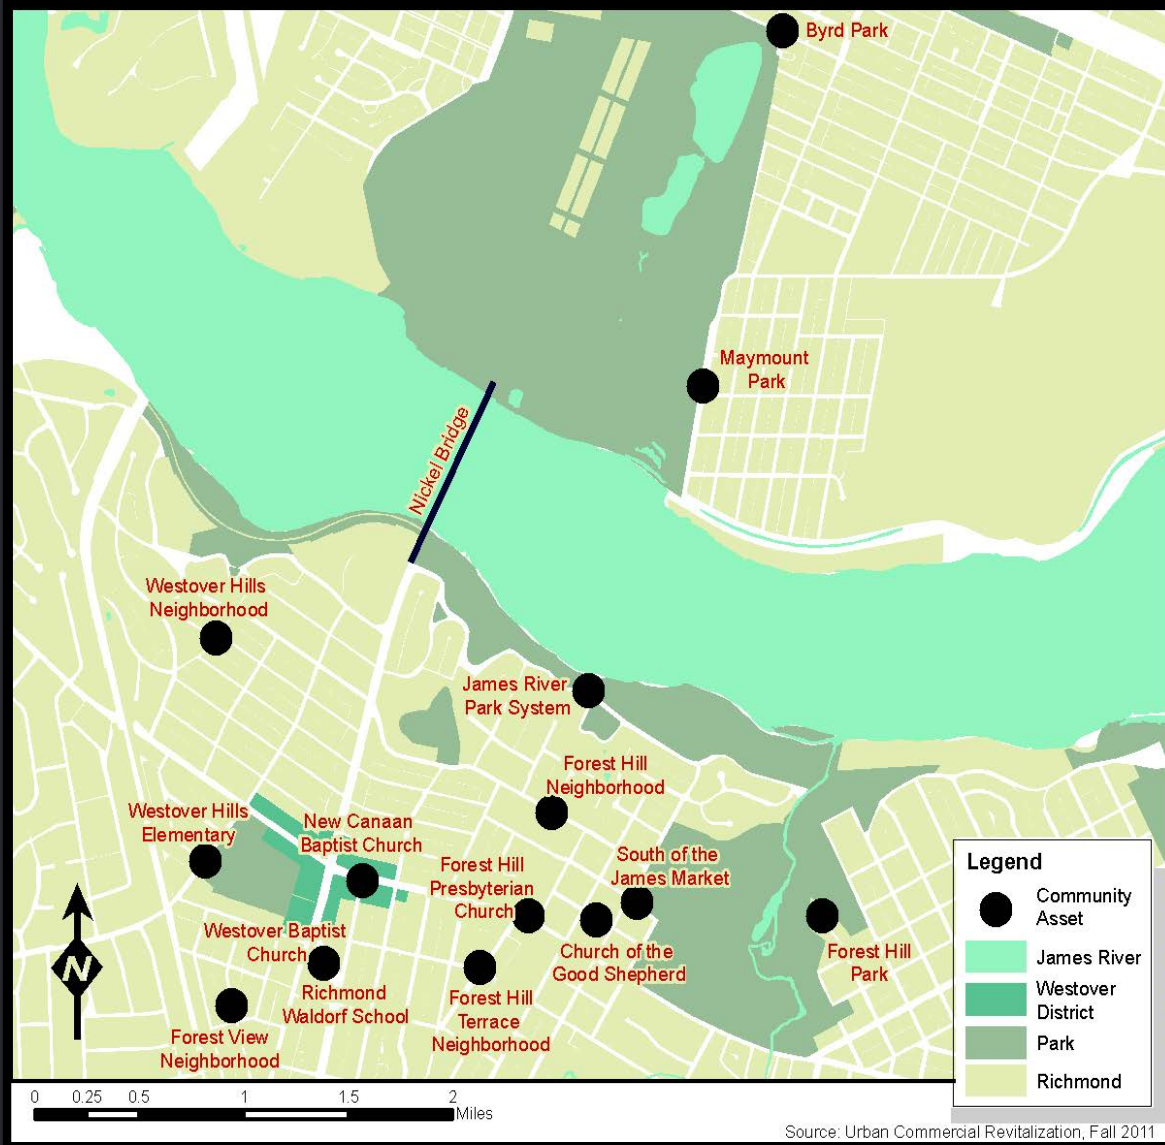 Byrd Park
Maymount
Park
Nickel Bridge
Westover Hills
Neighborhood
James River
Park System
Forest Hill
Neighborhood
Westover Hills
Elementary
New Canaan
Baptist Church
Forest Hill
Presbyterian
Church
South of the
James Market
Westover Baptist
Church
Church of the
Good Shepherd
Forest Hill
Park
Richmond
Waldorf School
Forest Hill
Terrace
Neighborhood
Forest View
Neighborhood
N
Legend
Community
Asset
James River
Westover
District
Park
Richmond
0 0.25 0.5 1 1.5 2
Miles
Source: Urban Commercial Revitalization, Fall 2011